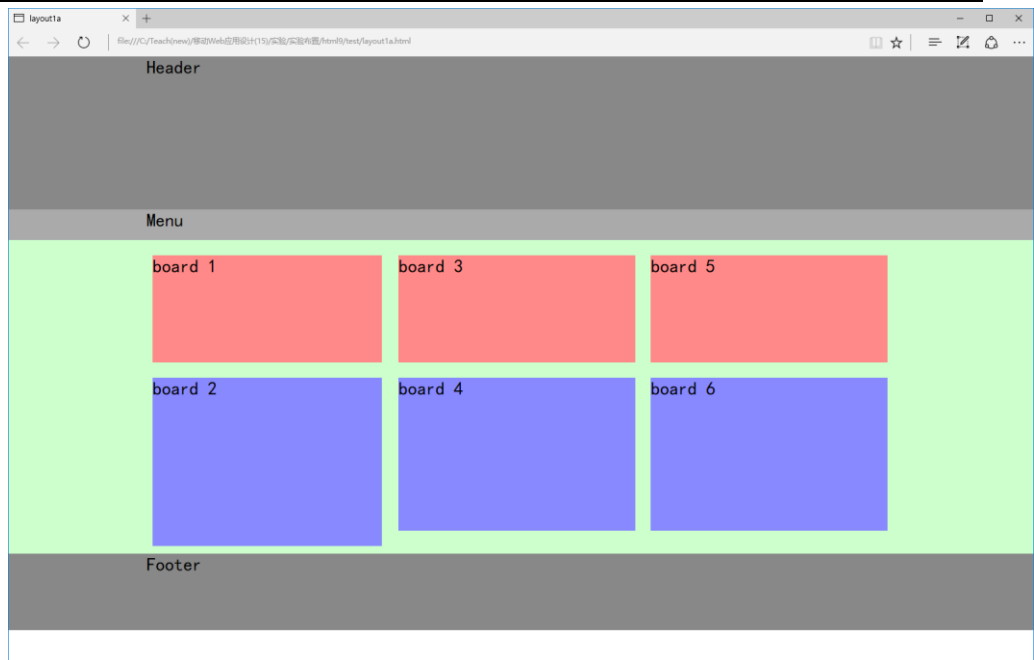 layout1a
file:///C:/Teach(new)/移动Web应用设计(15)/实验/实验布置/html9/test/layout1a.html
Header
Menu
board 1 board 3 board 5
board 2 board 4 board 6
Footer